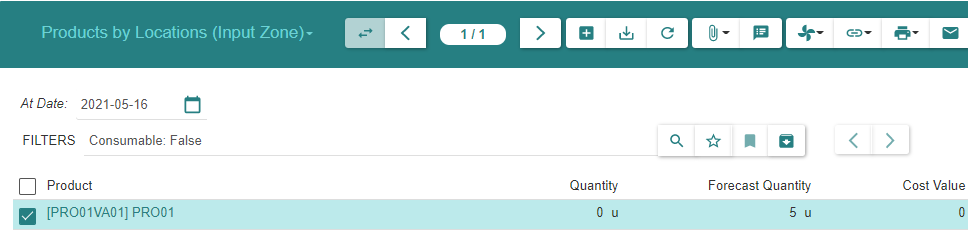 Products by Locations (Input Zone)
1 / 1
At Date: 2021-05-16
FILTERS Consumable: False
Product Quantity Forecast Quantity Cost Value
[PRO01VA01] PRO01 0 u 5 u 0